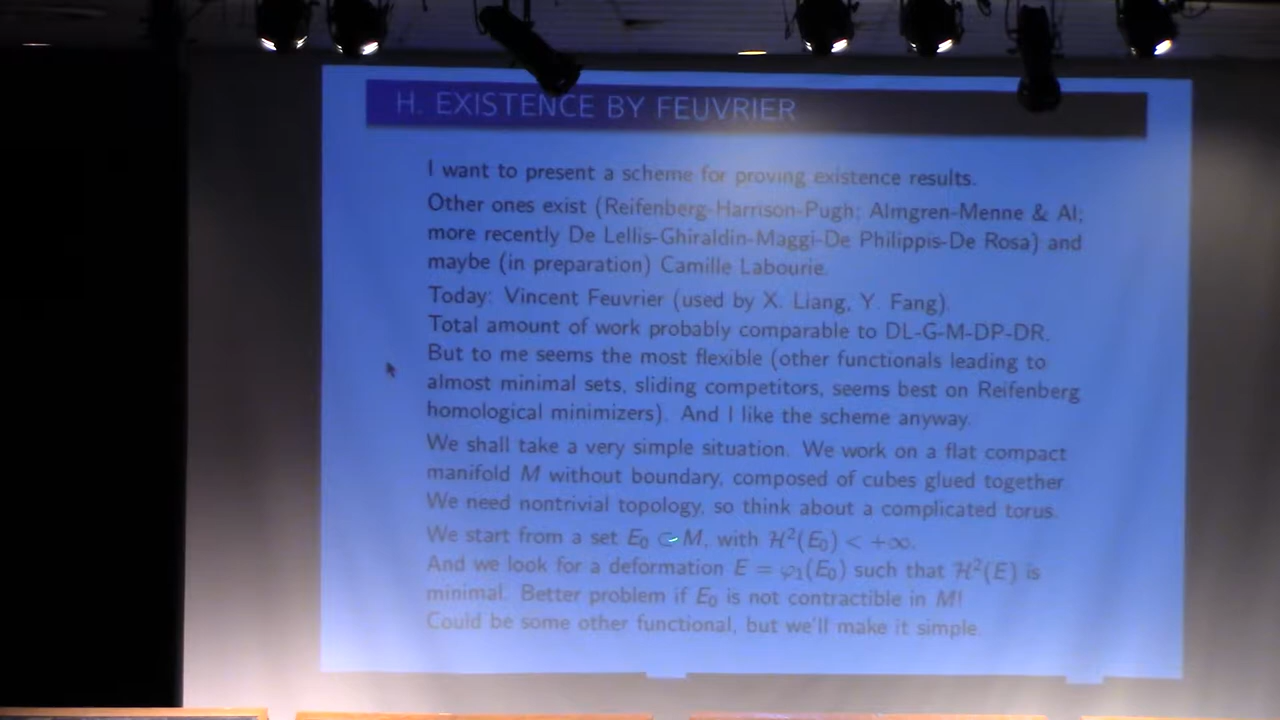 H. EXISTENCE BY FEUVRIER
I want to present a scheme for proving existence results.
Other ones exist (Reifenberg-Harrison-Pugh; Almgren-Menne & Al;
more recently De Lellis-Ghiraldin-Maggi-De Philippis-De Rosa) and
maybe (in preparation) Camille Labourie.
Today: Vincent Feuvrier (used by X. Liang, Y. Fang).
Total amount of work probably comparable to DL-G-M-DP-DR.
But to me seems the most flexible (other functionals leading to
almost minimal sets, sliding competitors, seems best on Reifenberg
homological minimizers). And I like the scheme anyway.
We shall take a very simple situation. We work on a flat compact
manifold M without boundary, composed of cubes glued together.
We need nontrivial topology, so think about a complicated torus.
We start from a set E₀ ⊂ M, with ℋ²(E₀) < +∞.
And we look for a deformation E = φ₁(E₀) such that ℋ²(E) is
minimal. Better problem if E₀ is not contractible in M!
Could be some other functional, but we'll make it simple.